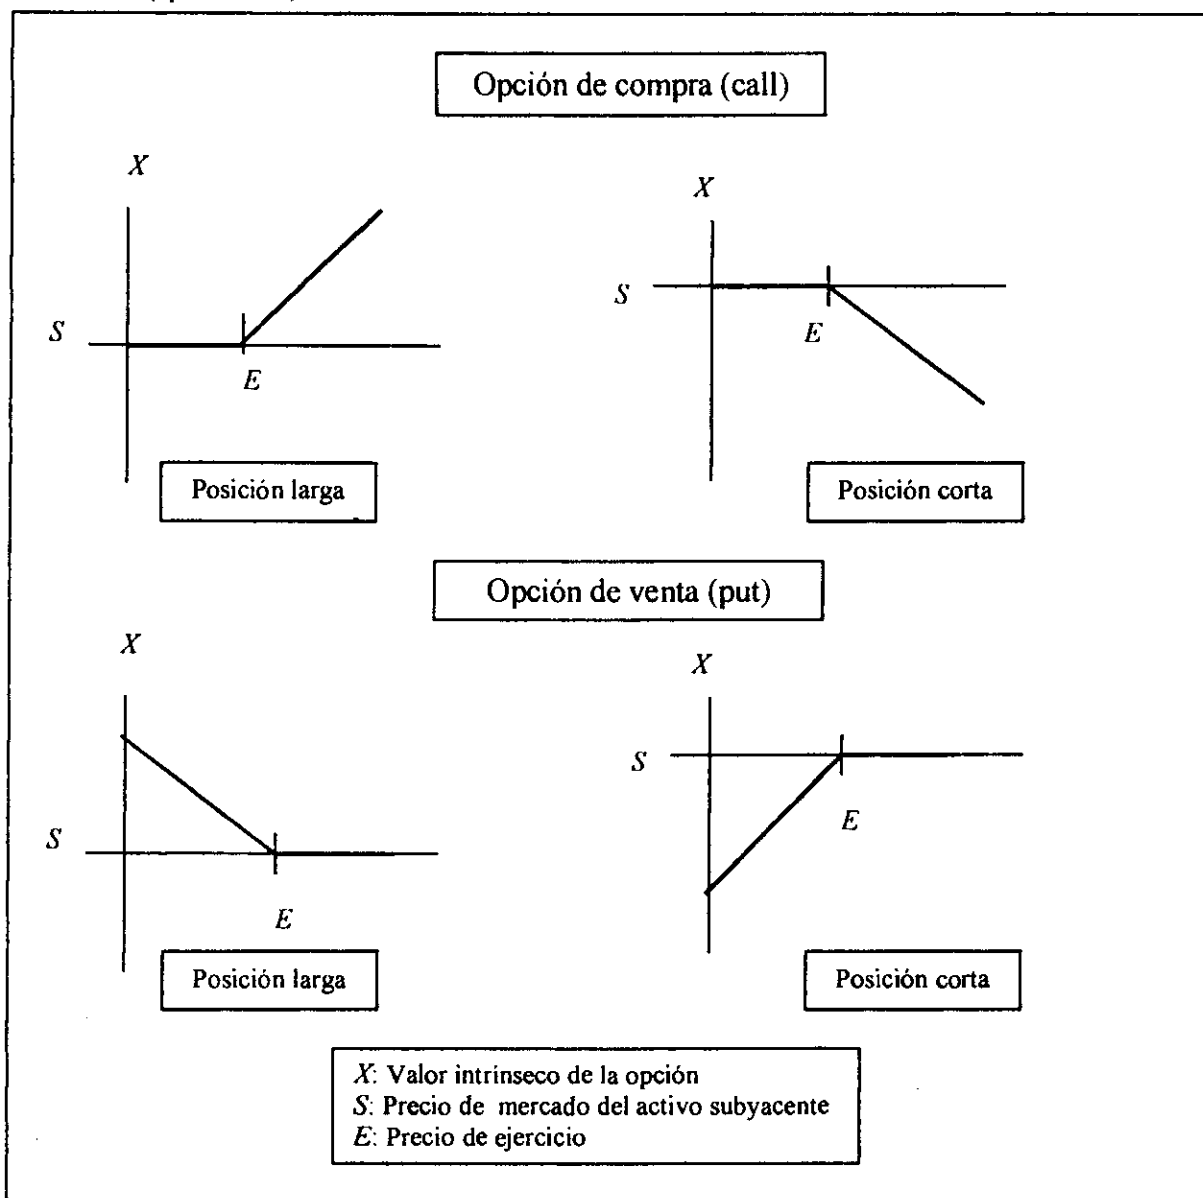 Opción de compra (call)
X
X
S
S
E
E
Posición larga
Posición corta
Opción de venta (put)
X
X
S
S
E
E
Posición larga
Posición corta
X: Valor intrínseco de la opción
S: Precio de mercado del activo subyacente
E: Precio de ejercicio